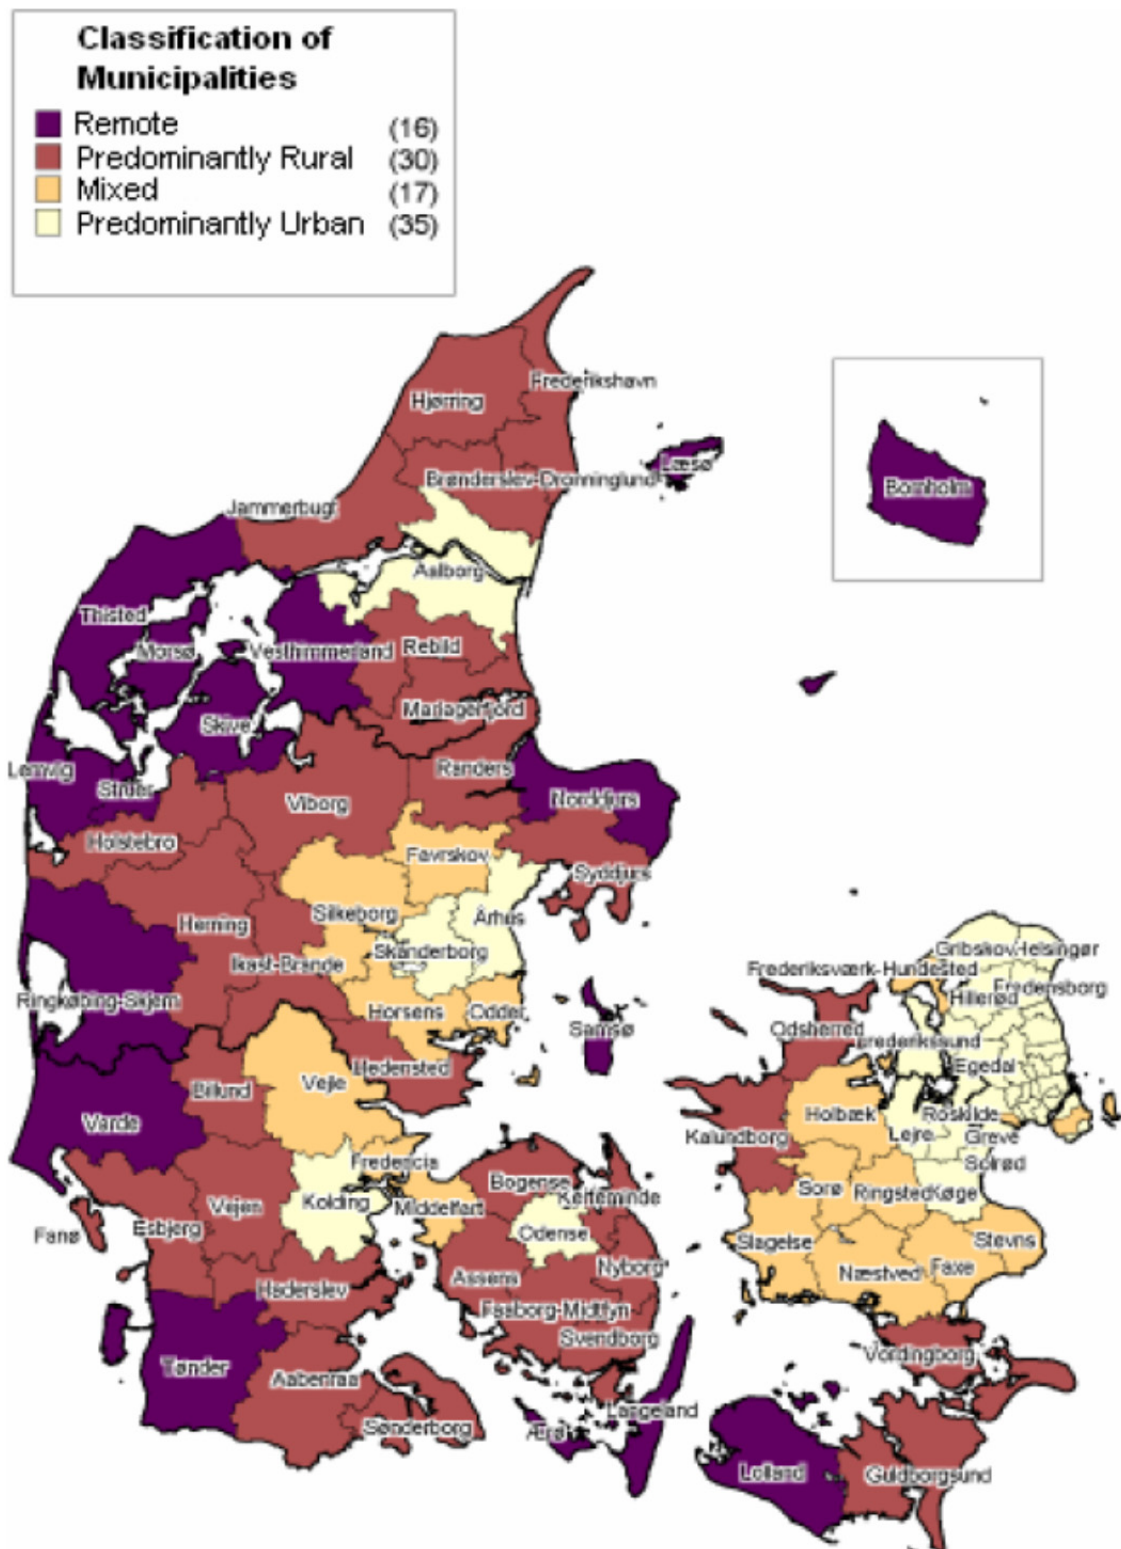 Classification of
Municipalities
Remote (16)
Predominantly Rural (30)
Mixed (17)
Predominantly Urban (35)
Frederikshavn
Hjørring
Læsø
Brønderslev-Dronninglund
Bornholm
Jammerbugt
Aalborg
Thisted
Morsø
Vesthimmerland
Rebild
Mariagerfjord
Skive
Lemvig
Randers
Struer
Viborg
Norddjurs
Holstebro
Favrskov
Syddjurs
Silkeborg
Århus
Herning
Skanderborg
Gribskov
Helsingør
Ikast-Brande
Frederiksværk-Hundested
Fredensborg
Hillerød
Ringkøbing-Skjern
Horsens
Odder
Samsø
Odsherred
Frederikssund
Hedensted
Egedal
Billund
Vejle
Varde
Holbæk
Roskilde
Kalundborg
Lejre
Greve
Fredericia
Solrød
Bogense
Kerteminde
Sorø
Ringsted
Køge
Vejen
Kolding
Middelfart
Fanø
Esbjerg
Odense
Slagelse
Stevns
Nyborg
Næstved
Faxe
Assens
Haderslev
Faaborg-Midtfyn
Svendborg
Vordingborg
Tønder
Aabenraa
Langeland
Sønderborg
Ærø
Lolland
Guldborgsund